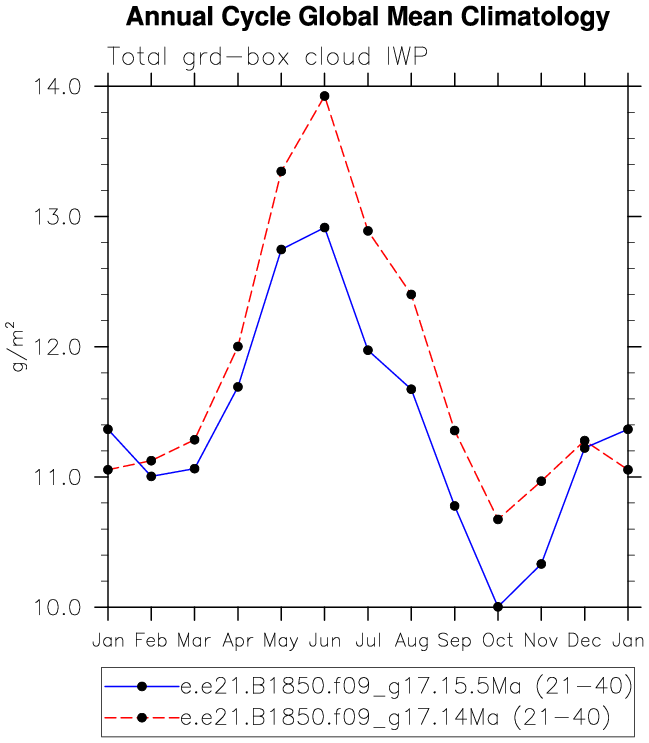 Annual Cycle Global Mean Climatology
Total grd-box cloud IWP
14.0
13.0
12.0
11.0
10.0
g/m²
Jan Feb Mar Apr May Jun Jul Aug Sep Oct Nov Dec Jan
e.e21.B1850.f09_g17.15.5Ma (21-40)
e.e21.B1850.f09_g17.14Ma (21-40)